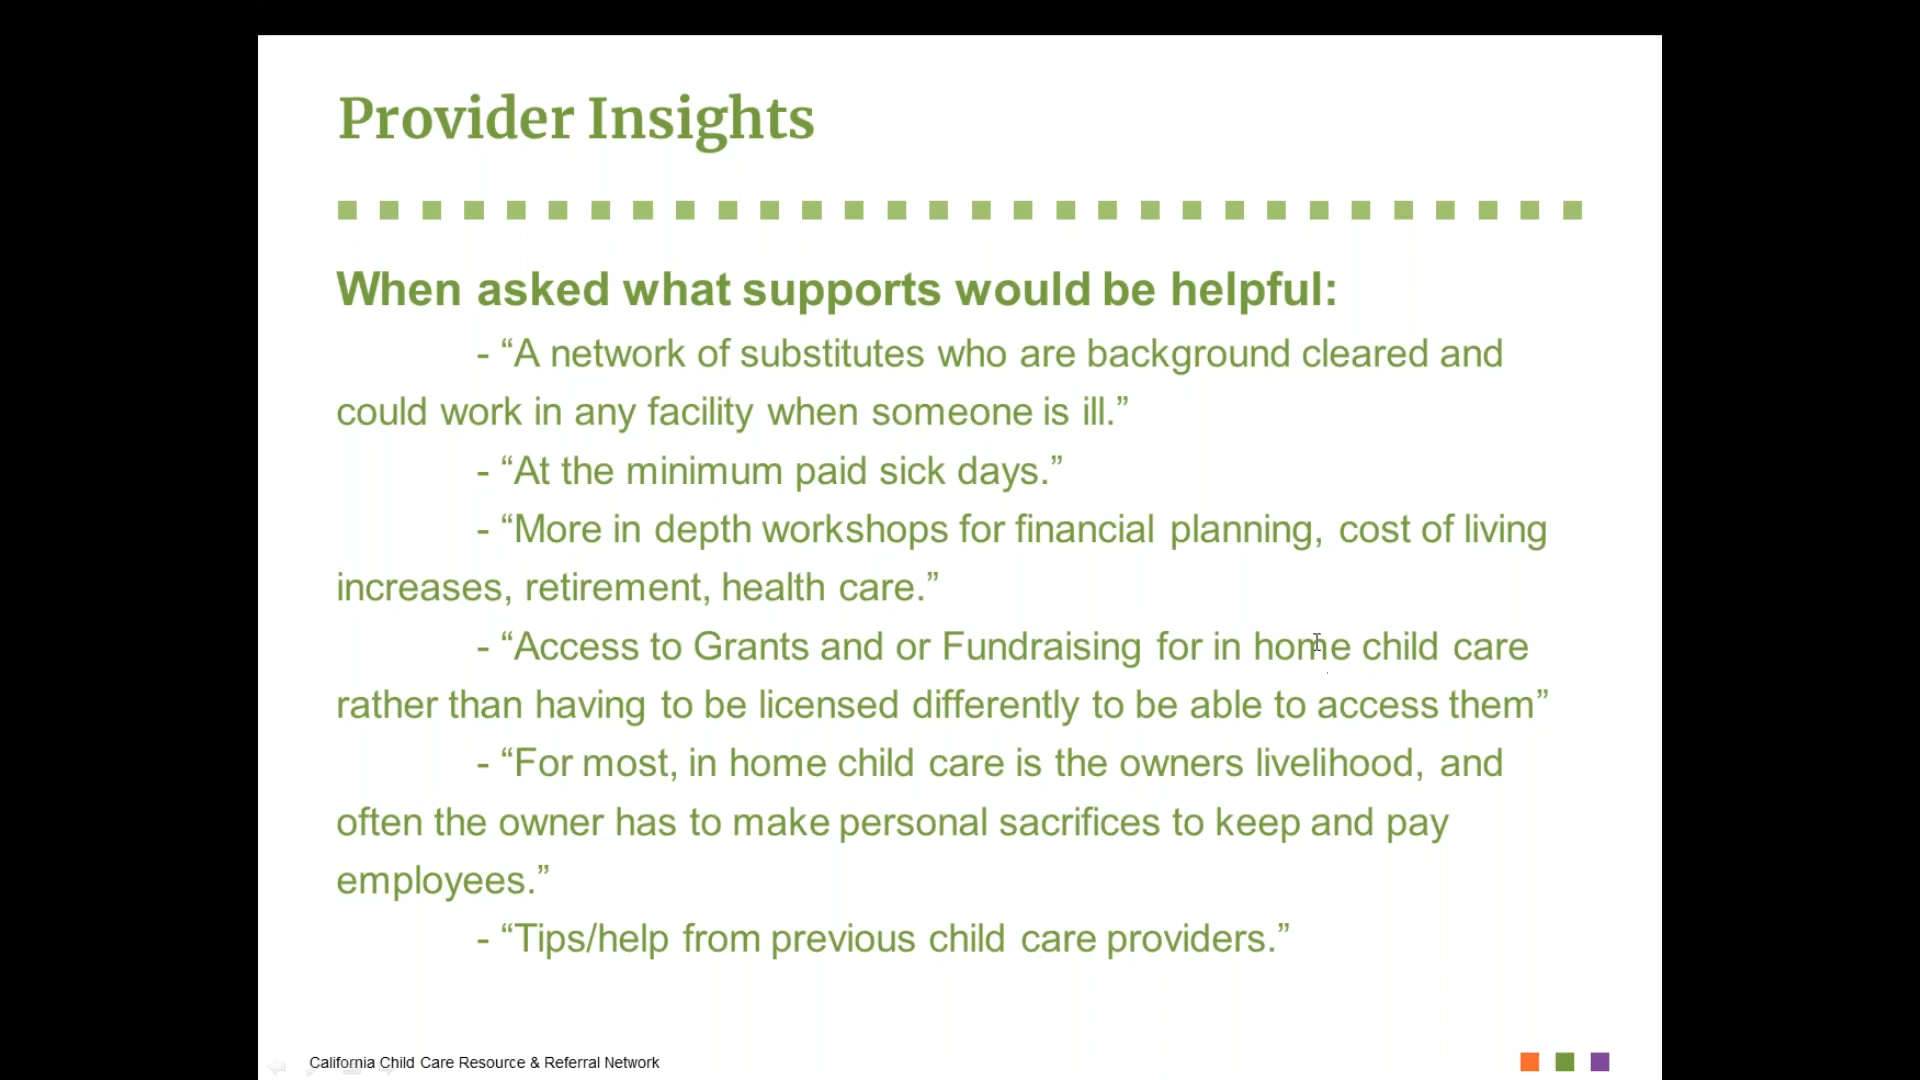 Provider Insights
When asked what supports would be helpful:
- “A network of substitutes who are background cleared and
could work in any facility when someone is ill.”
- “At the minimum paid sick days.”
- “More in depth workshops for financial planning, cost of living
increases, retirement, health care.”
- “Access to Grants and or Fundraising for in home child care
rather than having to be licensed differently to be able to access them”
- “For most, in home child care is the owners livelihood, and
often the owner has to make personal sacrifices to keep and pay
employees.”
- “Tips/help from previous child care providers.”
California Child Care Resource & Referral Network